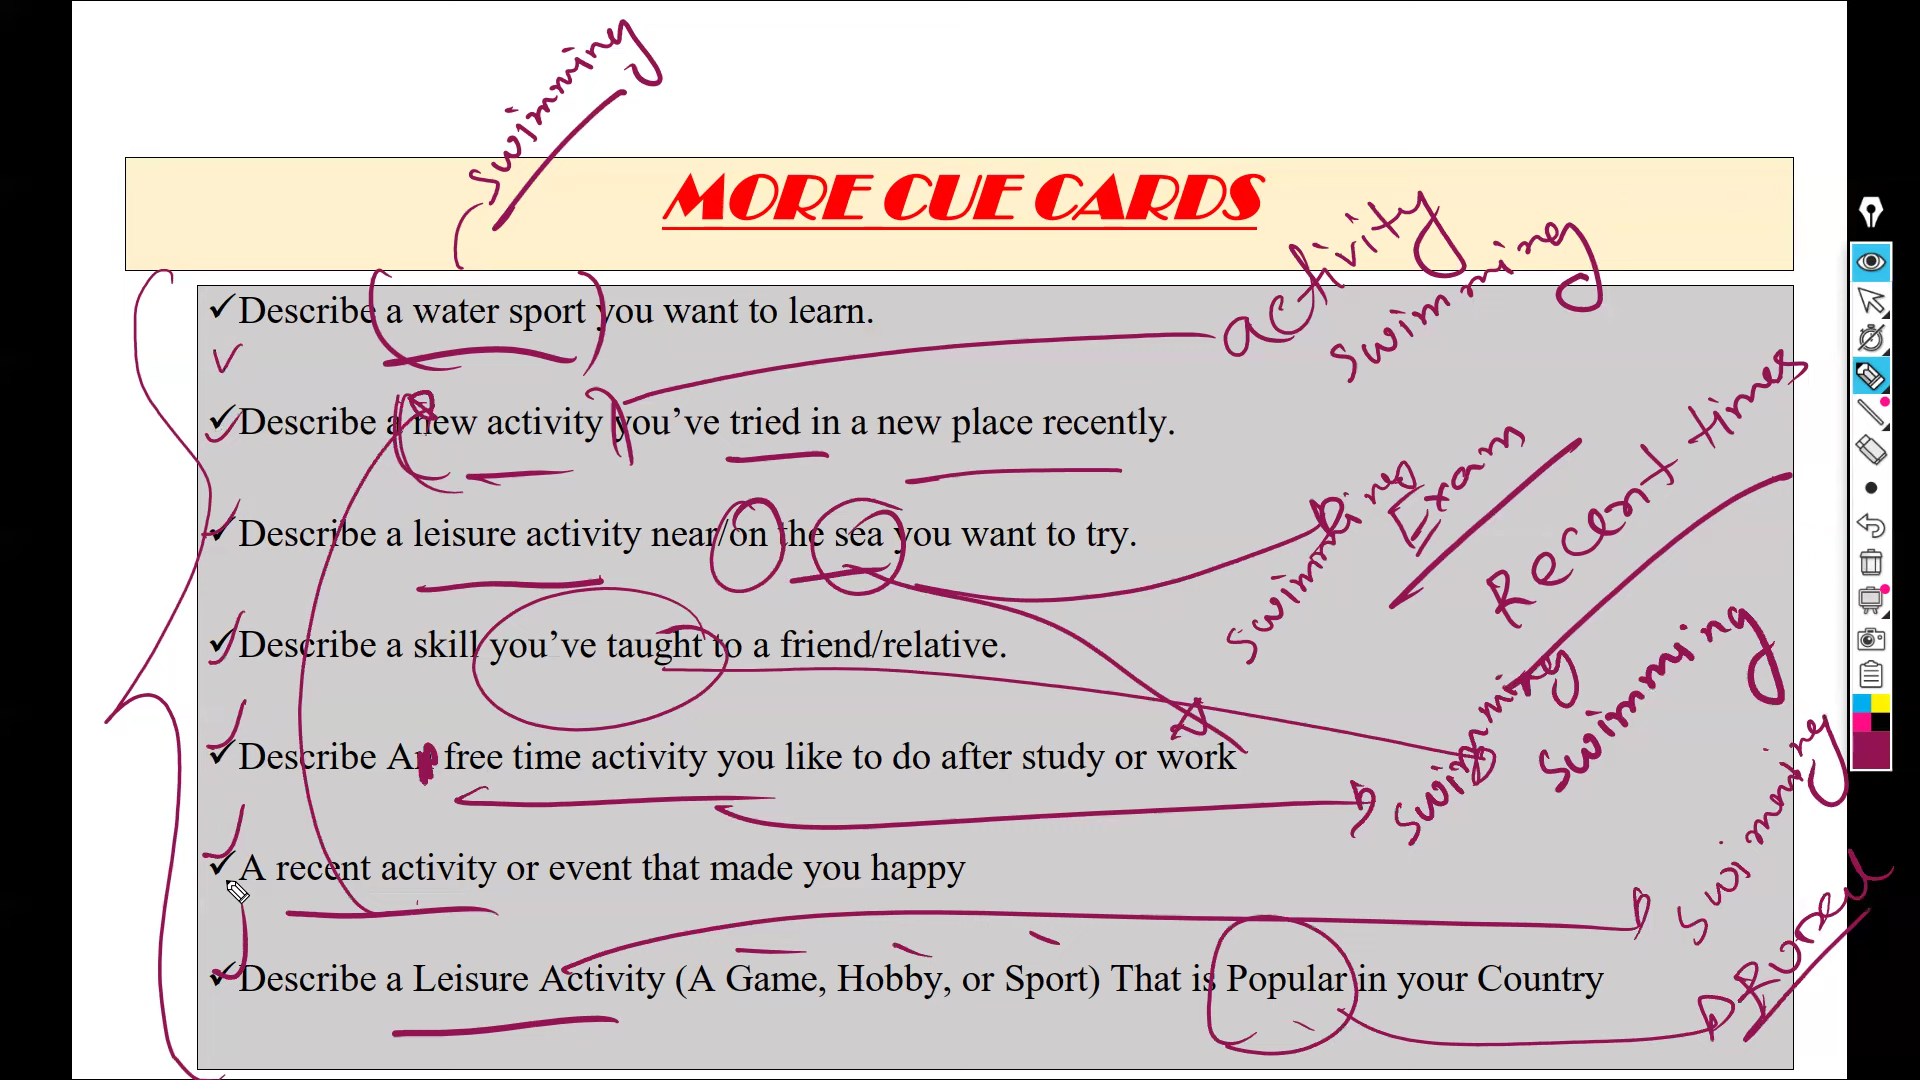 swimming
MORE CUE CARDS
activity
swimming
✓Describe a water sport you want to learn.
✓Describe a new activity you’ve tried in a new place recently.
Recent times
swimming Exam
✓Describe a leisure activity near/on the sea you want to try.
✓Describe a skill you’ve taught to a friend/relative.
swimming
swimming
✓Describe A free time activity you like to do after study or work
swimming
✓A recent activity or event that made you happy
Rural
✓Describe a Leisure Activity (A Game, Hobby, or Sport) That is Popular in your Country